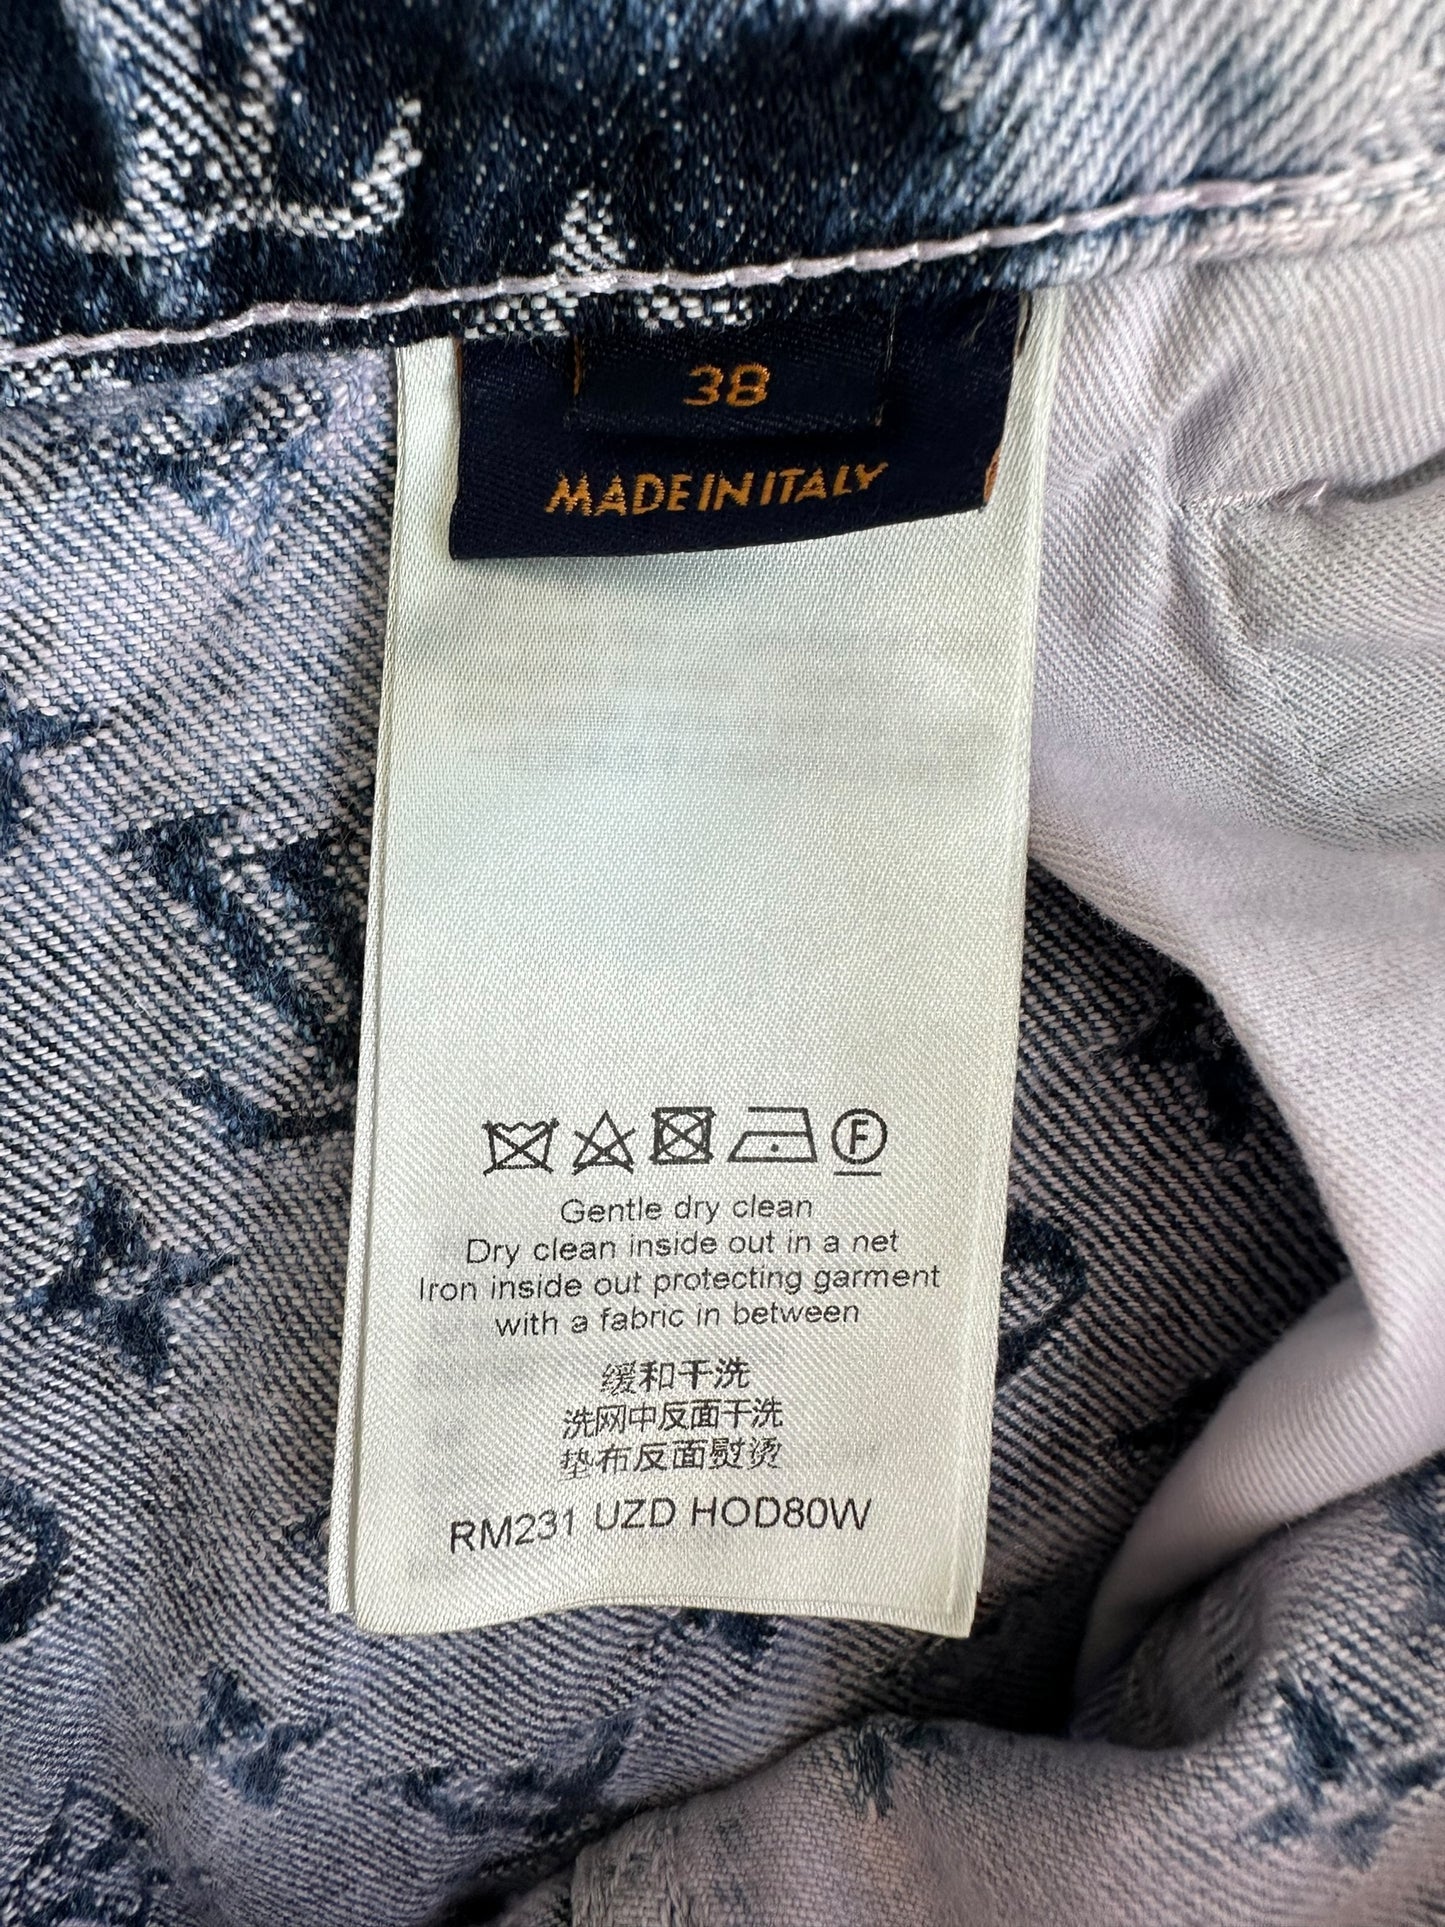 38
MADE IN ITALY
F
Gentle dry clean
Dry clean inside out in a net
Iron inside out protecting garment
with a fabric in between
缓和干洗
洗网中反面干洗
垫布反面熨烫
RM231 UZD HOD80W